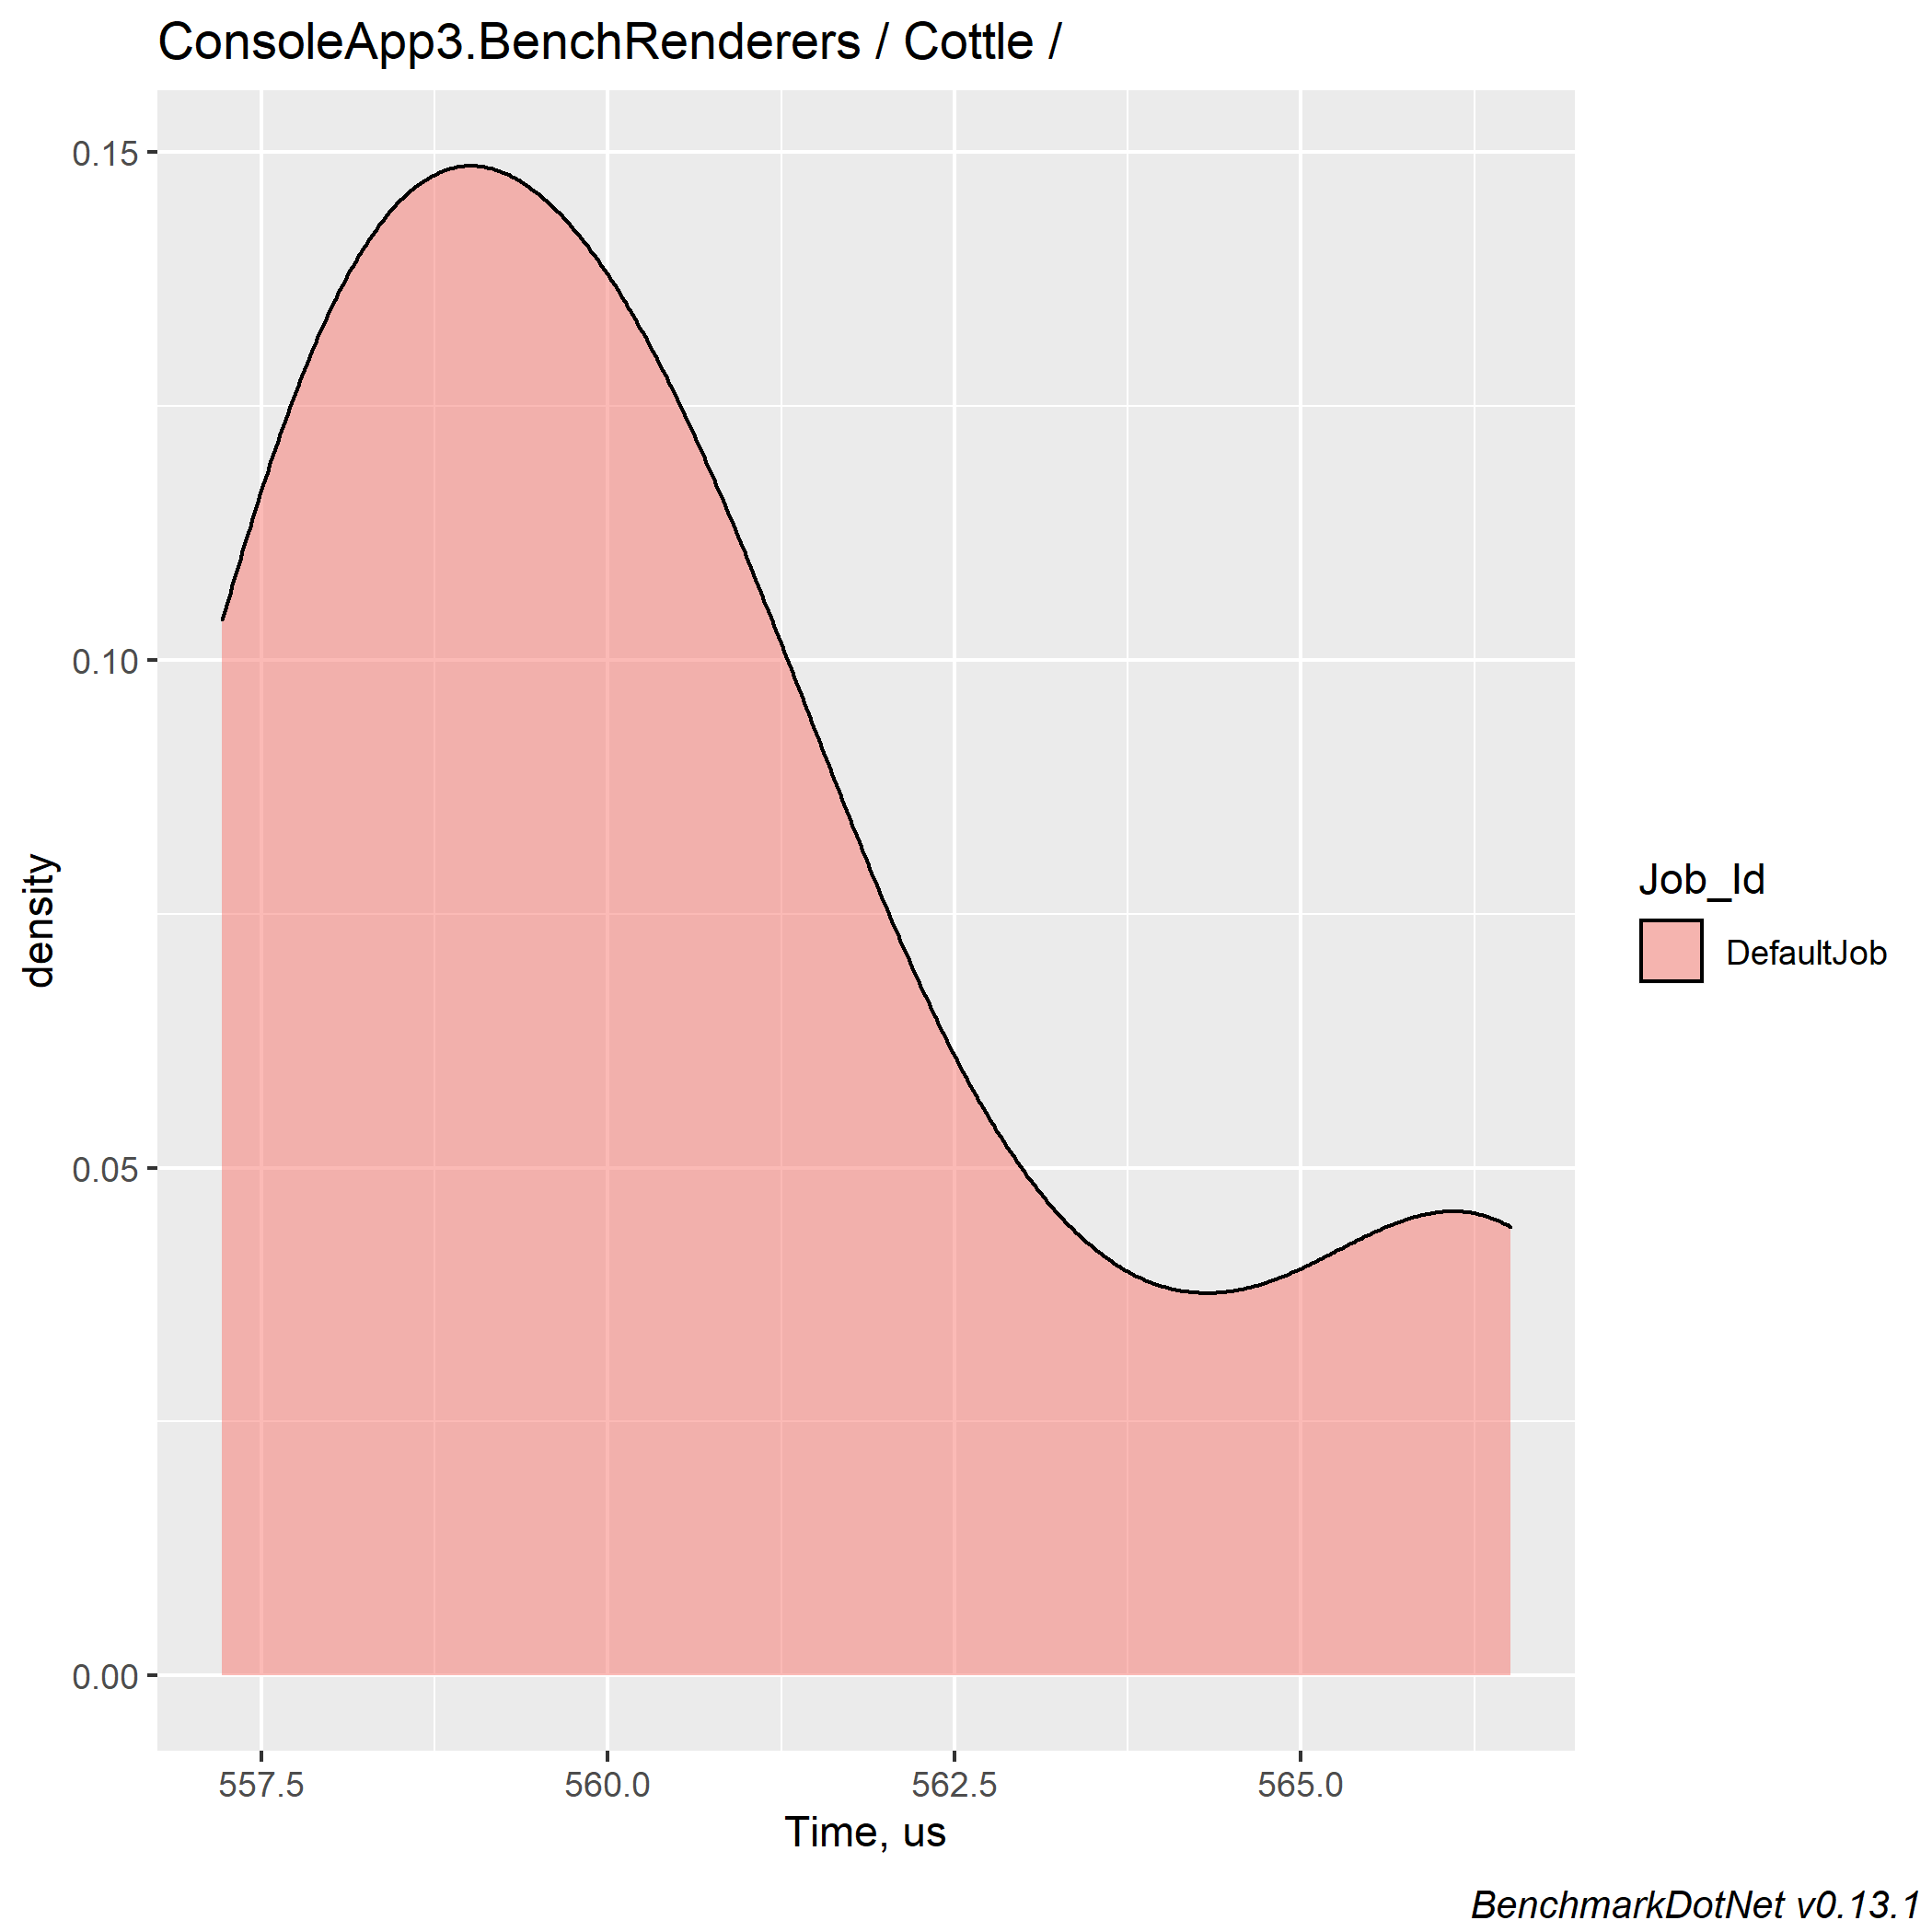 ConsoleApp3.BenchRenderers / Cottle /
0.15
0.10
0.05
0.00
density
557.5 560.0 562.5 565.0
Time, us
Job_Id
DefaultJob
BenchmarkDotNet v0.13.1